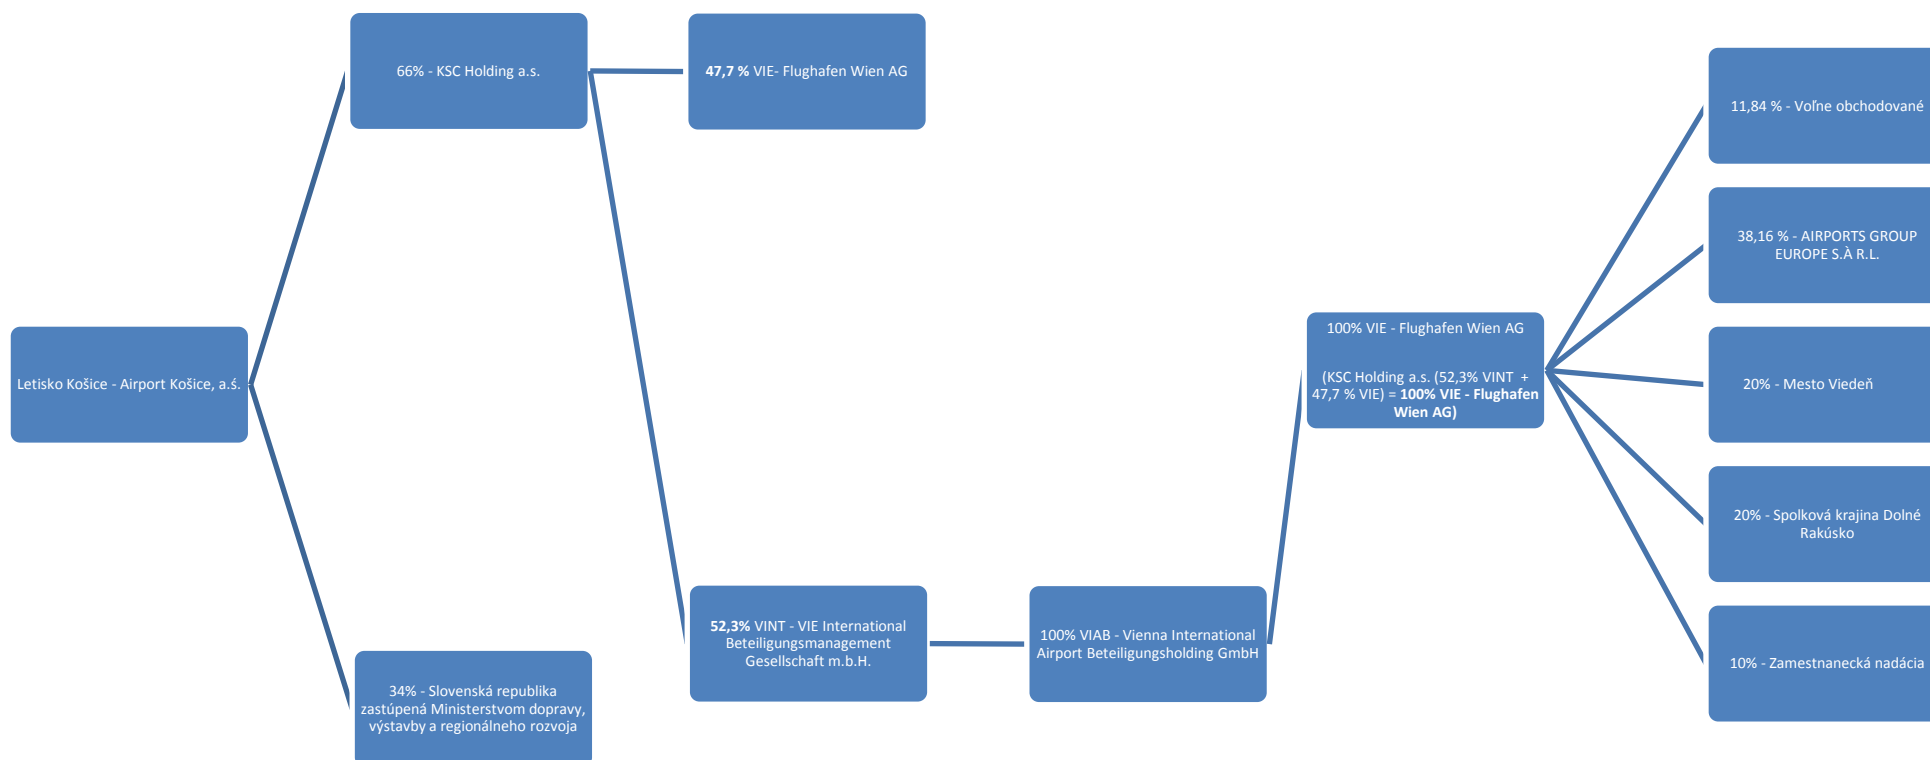 66% - KSC Holding a.s.
47,7 % VIE- Flughafen Wien AG
11,84 % - Voľne obchodované
38,16 % - AIRPORTS GROUP
EUROPE S.À R.L.
100% VIE - Flughafen Wien AG
(KSC Holding a.s. (52,3% VINT +
47,7 % VIE) = 100% VIE - Flughafen
Wien AG)
Letisko Košice - Airport Košice, a.ś.
20% - Mesto Viedeň
20% - Spolková krajina Dolné
Rakúsko
52,3% VINT - VIE International
Beteiligungsmanagement
Gesellschaft m.b.H.
100% VIAB - Vienna International
Airport Beteiligungsholding GmbH
10% - Zamestnanecká nadácia
34% - Slovenská republika
zastúpená Ministerstvom dopravy,
výstavby a regionálneho rozvoja